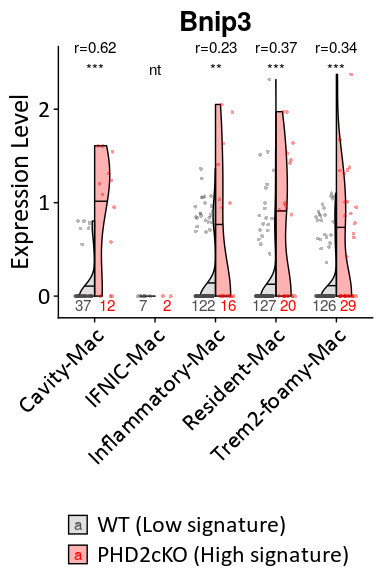 Bnip3
r=0.62 r=0.23 r=0.37 r=0.34
*** nt ** *** ***
Expression Level
2
1
0
37 12 7 2 122 16 127 20 126 29
Cavity-Mac
IFNIC-Mac
Inflammatory-Mac
Resident-Mac
Trem2-foamy-Mac
a WT (Low signature)
a PHD2cKO (High signature)